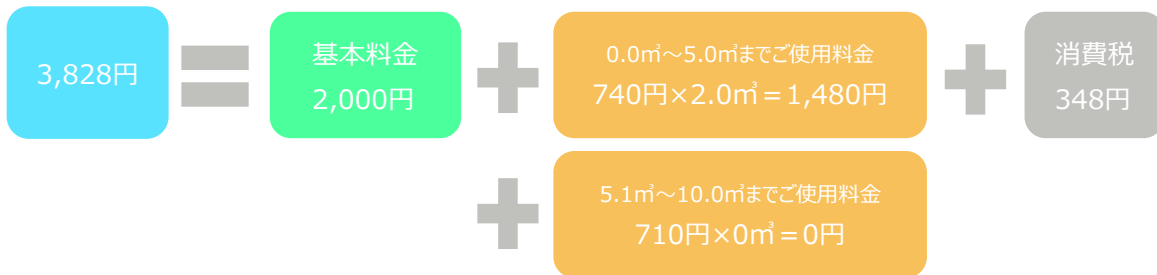 3,828円
基本料金
2,000円
0.0㎥～5.0㎥までご使用料金
740円×2.0㎥＝1,480円
消費税
348円
5.1㎥～10.0㎥までご使用料金
710円×0㎥＝0円